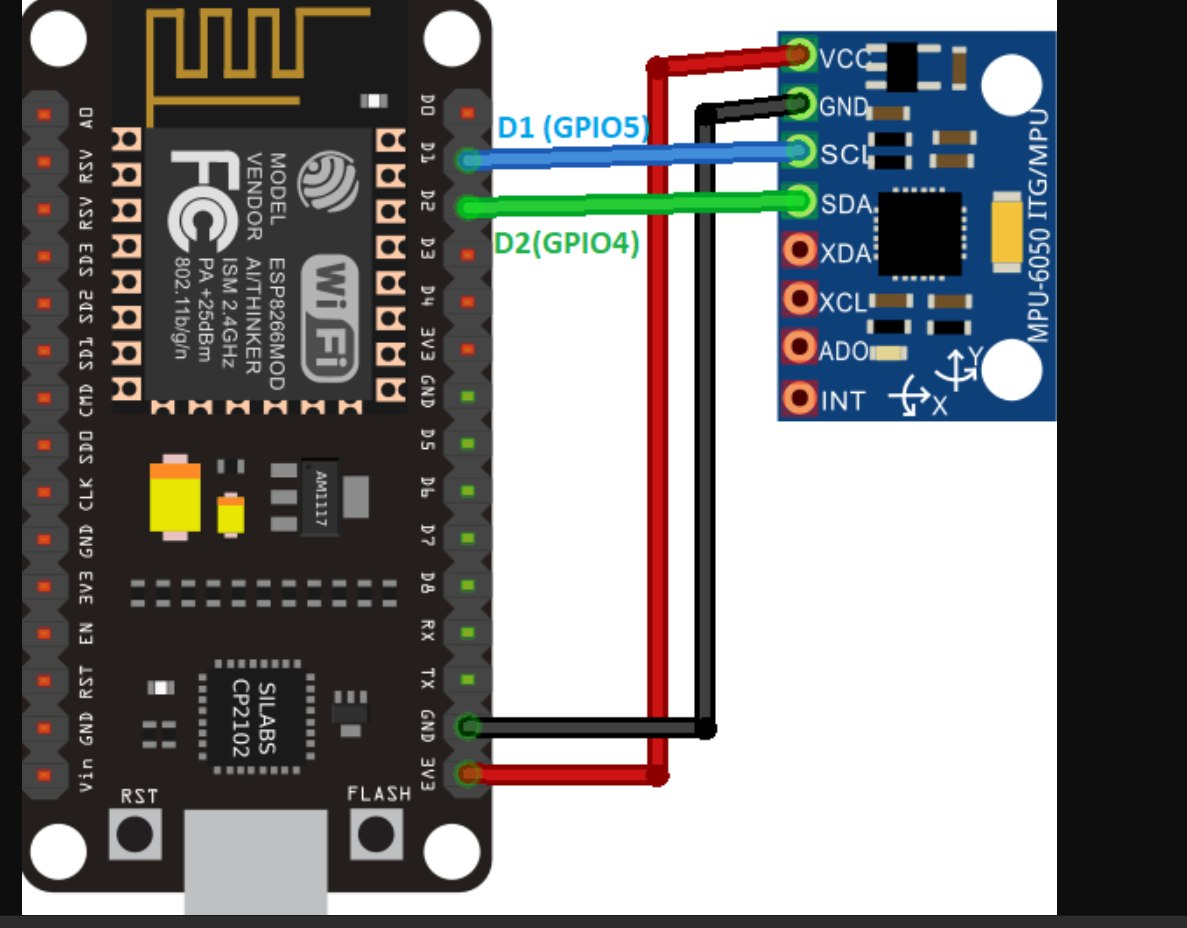 A0
RSV
RSV
SD3
SD2
SD1
CMD
SD0
CLK
GND
3V3
EN
RST
GND
Vin
FC
MODEL
VENDOR
ESP8266MOD
AI/THINKER
ISM 2.4GHz
PA +25dBm
802.11b/g/n
WiFi
AM1117
SILABS
CP2102
RST
FLASH
D0
D1
D2
D3
D4
3V3
GND
D5
D6
D7
D8
RX
TX
GND
3V3
D1 (GPIO5)
D2(GPIO4)
VCC
GND
SCL
SDA
XDA
XCL
ADO
INT
MPU-6050 ITG/MPU
Y
X